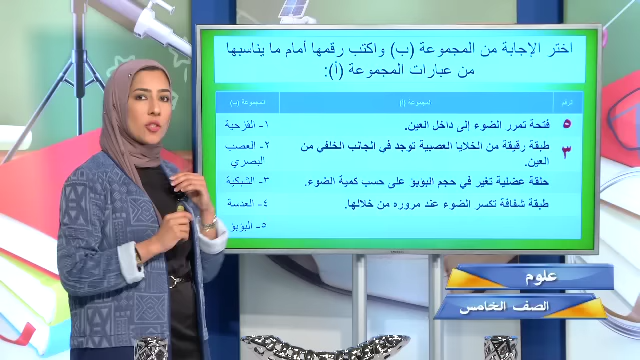 اختر الإجابة من المجموعة (ب) واكتب رقمها أمام ما يناسبها
من عبارات المجموعة (أ):
الرقم المجموعة (أ) المجموعة (ب)
٥ فتحة تمرر الضوء إلى داخل العين. ١- القزحية
٣ طبقة رقيقة من الخلايا العصبية توجد في الجانب الخلفي من العين. ٢- العصب البصري
حلقة عضلية تغير في حجم البؤبؤ على حسب كمية الضوء. ٣- الشبكية
طبقة شفافة تكسر الضوء عند مروره من خلالها. ٤- العدسة
٥- البؤبؤ
علوم
الصف الخامس